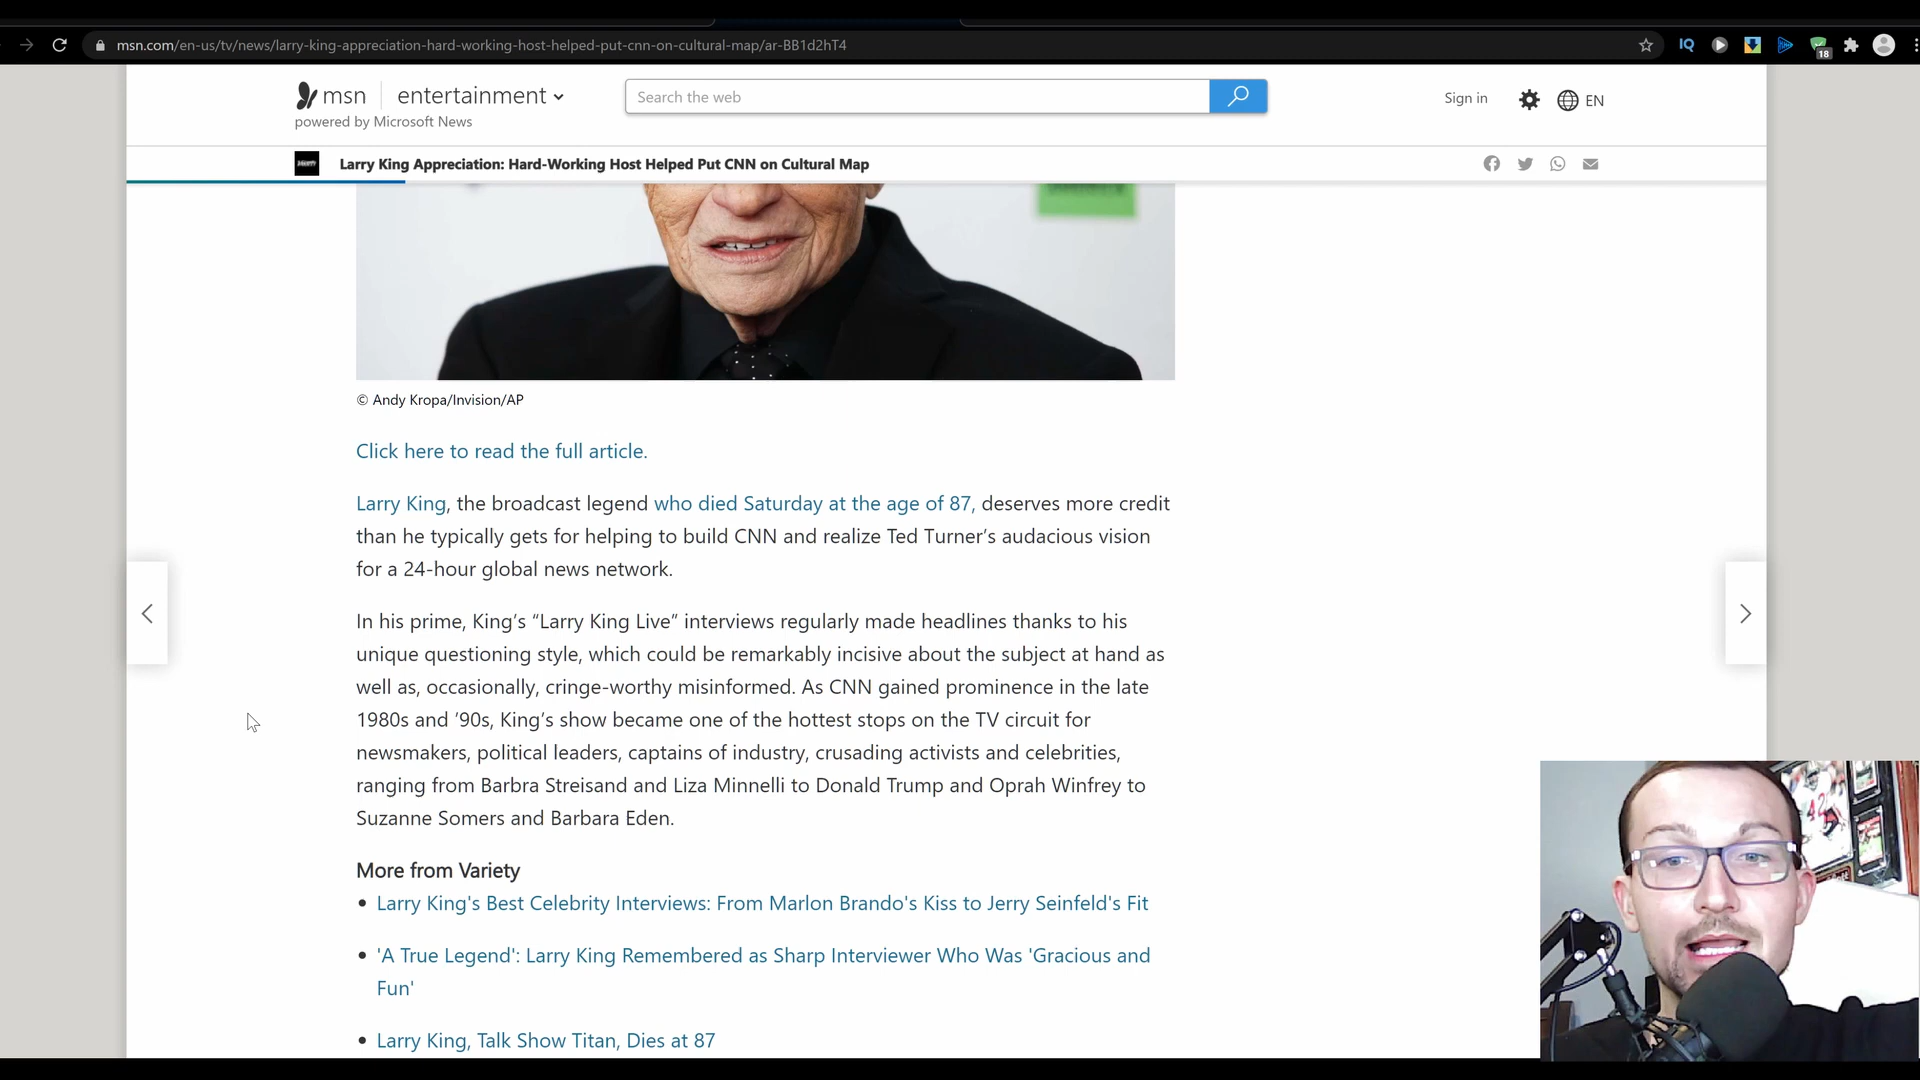 msn.com/en-us/tv/news/larry-king-appreciation-hard-working-host-helped-put-cnn-on-cultural-map/ar-BB1d2hT4
IQ
18
msn entertainment
Search the web
Sign in
EN
powered by Microsoft News
Larry King Appreciation: Hard-Working Host Helped Put CNN on Cultural Map
© Andy Kropa/Invision/AP
Click here to read the full article.
Larry King, the broadcast legend who died Saturday at the age of 87, deserves more credit
than he typically gets for helping to build CNN and realize Ted Turner’s audacious vision
for a 24-hour global news network.
In his prime, King’s “Larry King Live” interviews regularly made headlines thanks to his
unique questioning style, which could be remarkably incisive about the subject at hand as
well as, occasionally, cringe-worthy misinformed. As CNN gained prominence in the late
1980s and ’90s, King’s show became one of the hottest stops on the TV circuit for
newsmakers, political leaders, captains of industry, crusading activists and celebrities,
ranging from Barbra Streisand and Liza Minnelli to Donald Trump and Oprah Winfrey to
Suzanne Somers and Barbara Eden.
More from Variety
• Larry King's Best Celebrity Interviews: From Marlon Brando's Kiss to Jerry Seinfeld's Fit
• 'A True Legend': Larry King Remembered as Sharp Interviewer Who Was 'Gracious and
Fun'
• Larry King, Talk Show Titan, Dies at 87